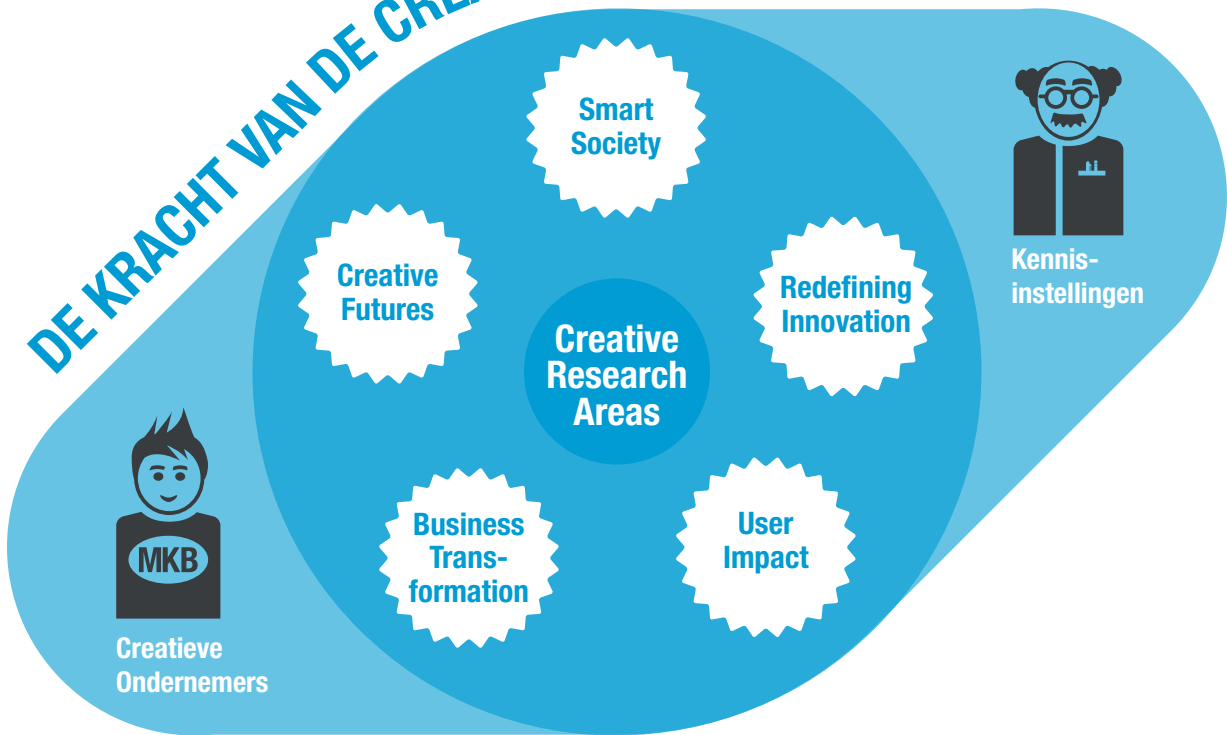 DE KRACHT VAN DE
Smart
Society
Creative
Futures
Redefining
Innovation
Creative
Research
Areas
Business
Trans-
formation
User
Impact
Kennis-
instellingen
MKB
Creatieve
Ondernemers